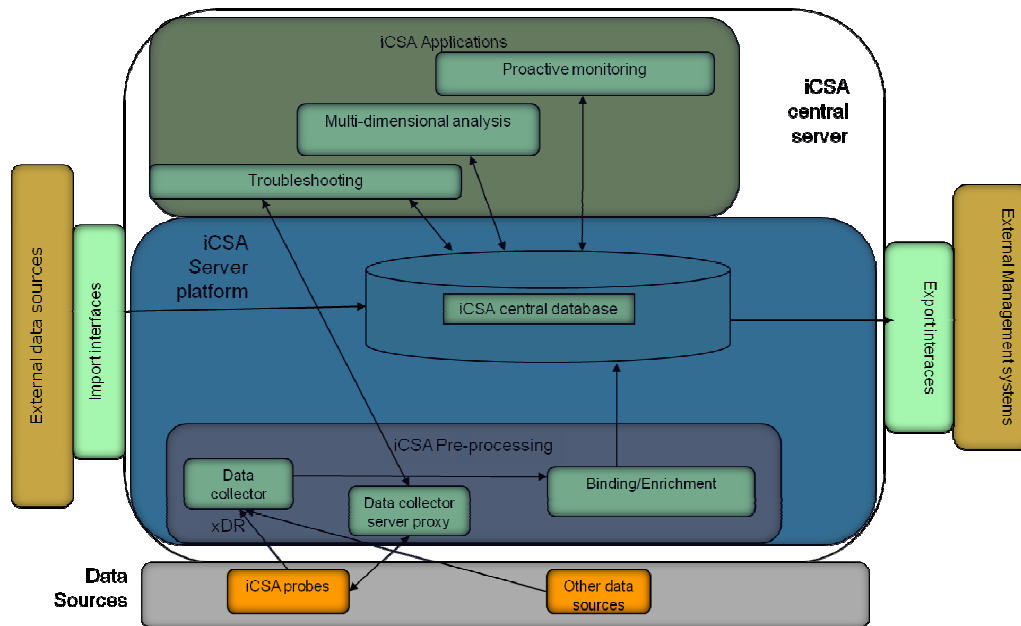 iCSA Applications
Proactive monitoring
iCSA
central
server
Multi-dimensional analysis
Troubleshooting
iCSA
Server
platform
iCSA central database
External data sources
Import interfaces
Export interaces
External Management systems
iCSA Pre-processing
Data
collector
Binding/Enrichment
Data collector
server proxy
xDR
Data
Sources
iCSA probes
Other data
sources